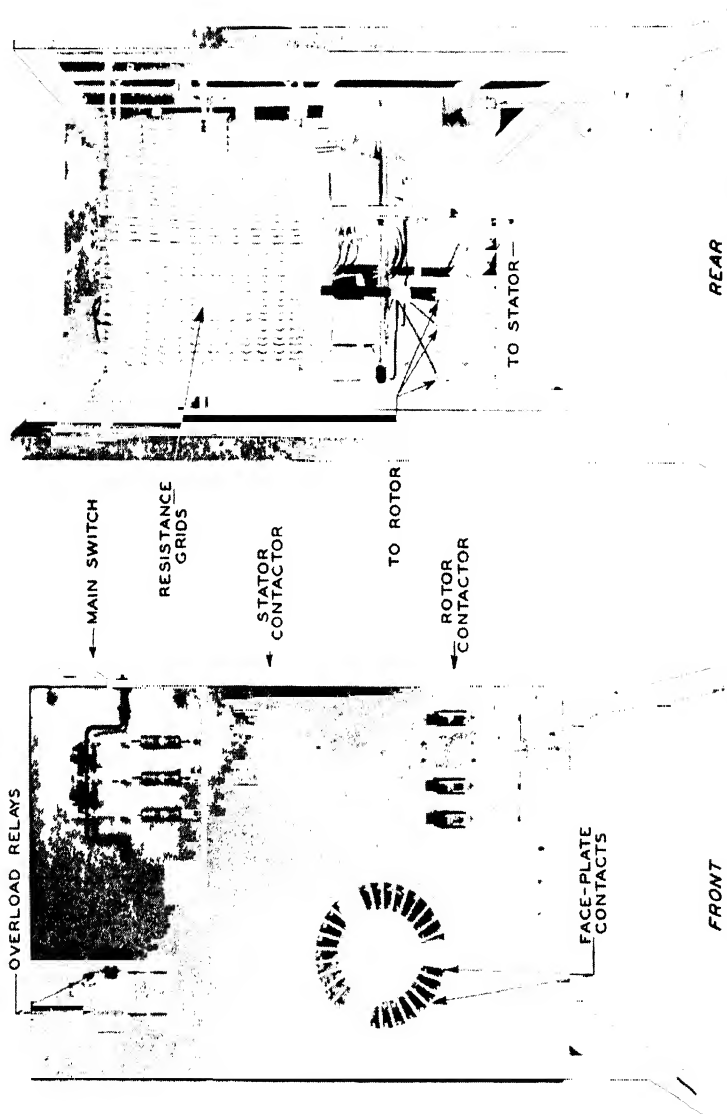 OVERLOAD RELAYS
MAIN SWITCH
RESISTANCE
GRIDS
STATOR
CONTACTOR
TO ROTOR
ROTOR
CONTACTOR
TO STATOR
FACE-PLATE
CONTACTS
FRONT
REAR